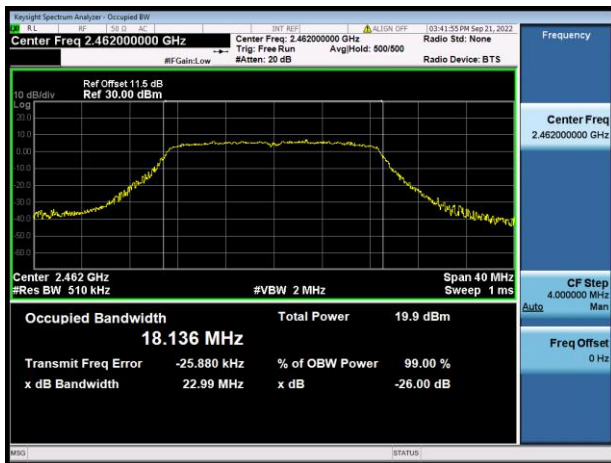 Keysight Spectrum Analyzer - Occupied BW
RL RF 50 Ω AC INT REF ALIGN OFF 03:41:55 PM Sep 21, 2022
Center Freq 2.462000000 GHz
Center Freq: 2.462000000 GHz Radio Std: None
Trig: Free Run Avg|Hold: 500/500
#IFGain:Low #Atten: 20 dB Radio Device: BTS
Frequency
Ref Offset 11.5 dB
10 dB/div Ref 30.00 dBm
Log
20.0
10.0
0.00
-10.0
-20.0
-30.0
-40.0
-50.0
-60.0
Center Freq
2.462000000 GHz
Center 2.462 GHz Span 40 MHz
#Res BW 510 kHz #VBW 2 MHz Sweep 1 ms
CF Step
4.000000 MHz
Auto Man
Occupied Bandwidth Total Power 19.9 dBm
18.136 MHz
Transmit Freq Error -25.880 kHz % of OBW Power 99.00 %
x dB Bandwidth 22.99 MHz x dB -26.00 dB
Freq Offset
0 Hz
MSG STATUS